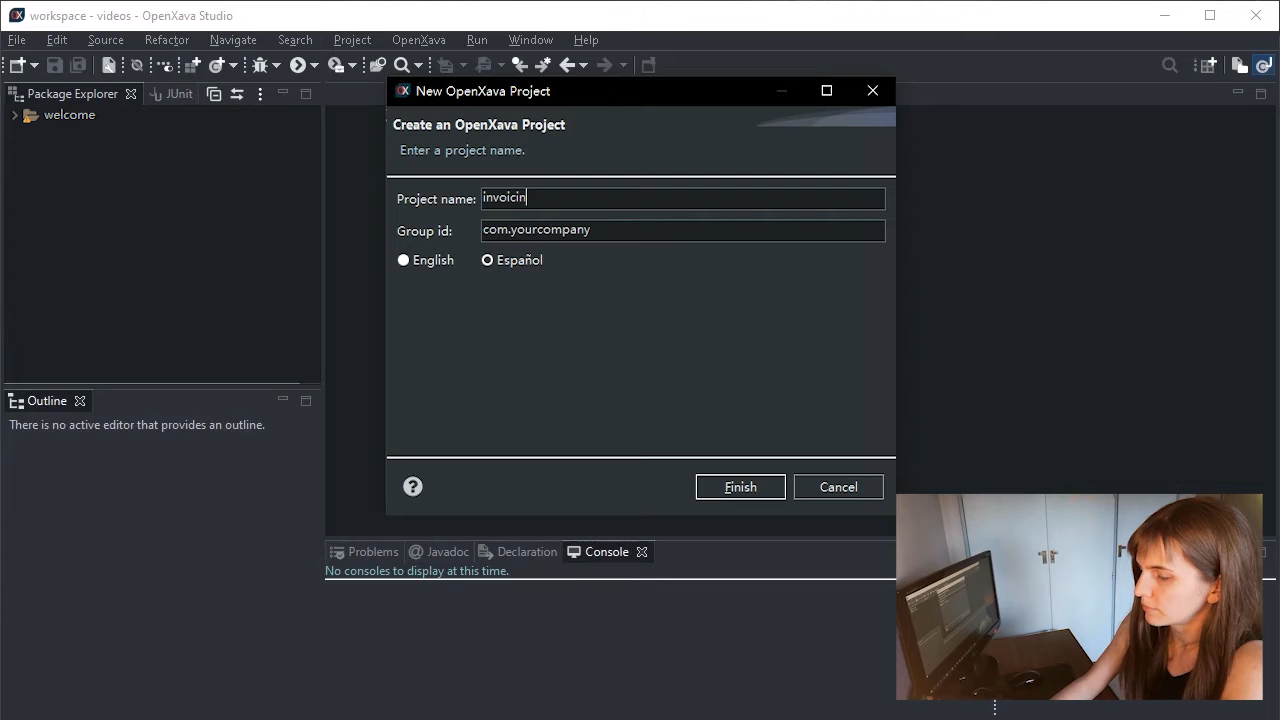 workspace - videos - OpenXava Studio
File Edit Source Refactor Navigate Search Project OpenXava Run Window Help
Package Explorer
JUnit
welcome
Outline
There is no active editor that provides an outline.
New OpenXava Project
Create an OpenXava Project
Enter a project name.
Project name: invoicin
Group id: com.yourcompany
English Español
Finish Cancel
Problems @ Javadoc Declaration Console
No consoles to display at this time.